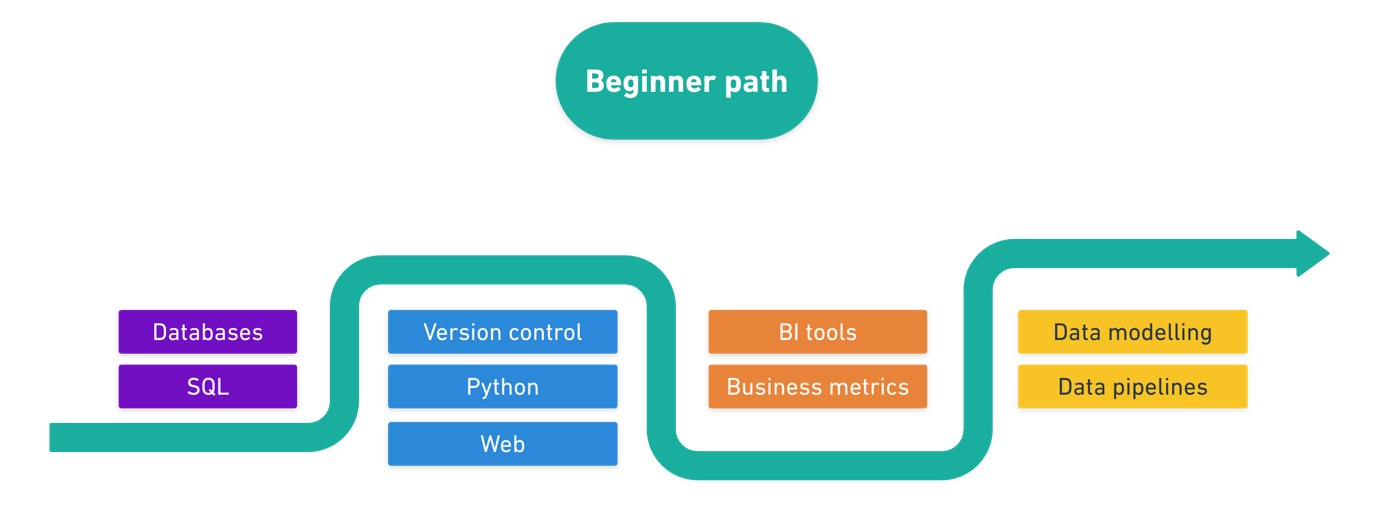 Beginner path
Databases
SQL
Version control
Python
Web
BI tools
Business metrics
Data modelling
Data pipelines